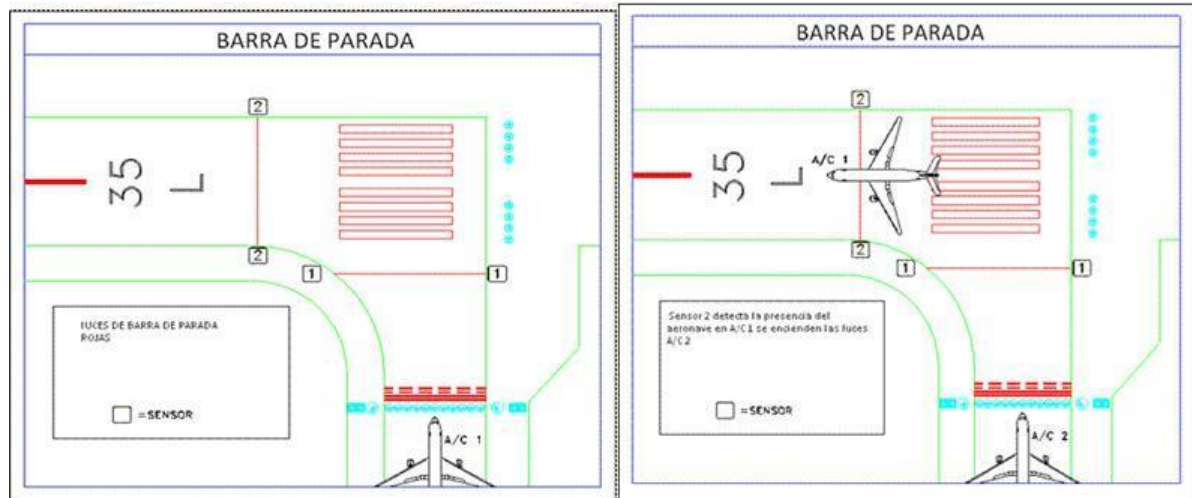 BARRA DE PARADA
2
35
L
2
1
1
LUCES DE BARRA DE PARADA
ROJAS
= SENSOR
A/C 1
BARRA DE PARADA
2
A/C 1
35
L
2
1
1
Sensor 2 detecta la presencia del
aeronave en A/C1 se encienden las luces
A/C2
= SENSOR
A/C 2